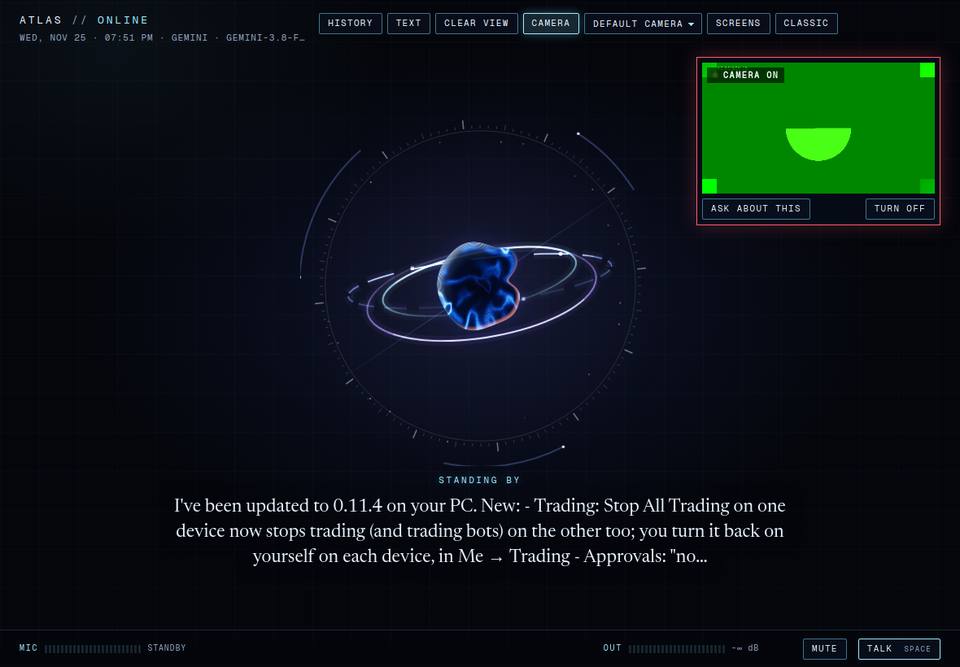 ATLAS // ONLINE
WED, NOV 25 · 07:51 PM · GEMINI · GEMINI-3.8-F…
HISTORY
TEXT
CLEAR VIEW
CAMERA
DEFAULT CAMERA
SCREENS
CLASSIC
CAMERA ON
ASK ABOUT THIS
TURN OFF
STANDING BY
I've been updated to 0.11.4 on your PC. New: - Trading: Stop All Trading on one
device now stops trading (and trading bots) on the other too; you turn it back on
yourself on each device, in Me → Trading - Approvals: "no...
MIC
STANDBY
OUT
-∞ dB
MUTE
TALK SPACE